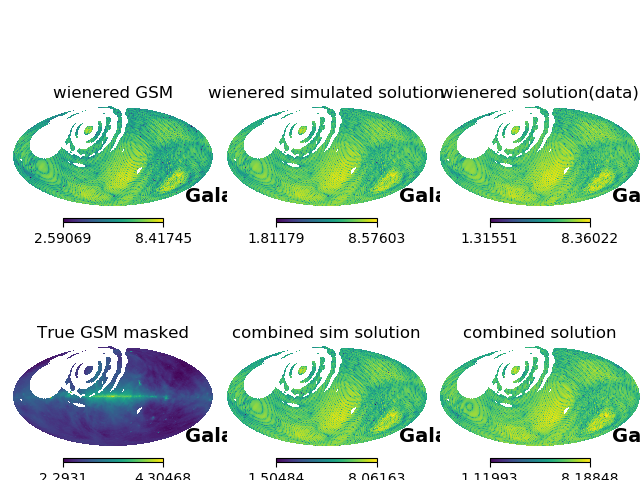 wienered GSM wienered simulated solution wienered solution(data)
Gala Gala Ga
2.59069 8.41745 1.81179 8.57603 1.31551 8.36022
True GSM masked combined sim solution combined solution
Gala Gala Ga
2.2931 4.30468 1.50484 8.06163 1.11993 8.18848